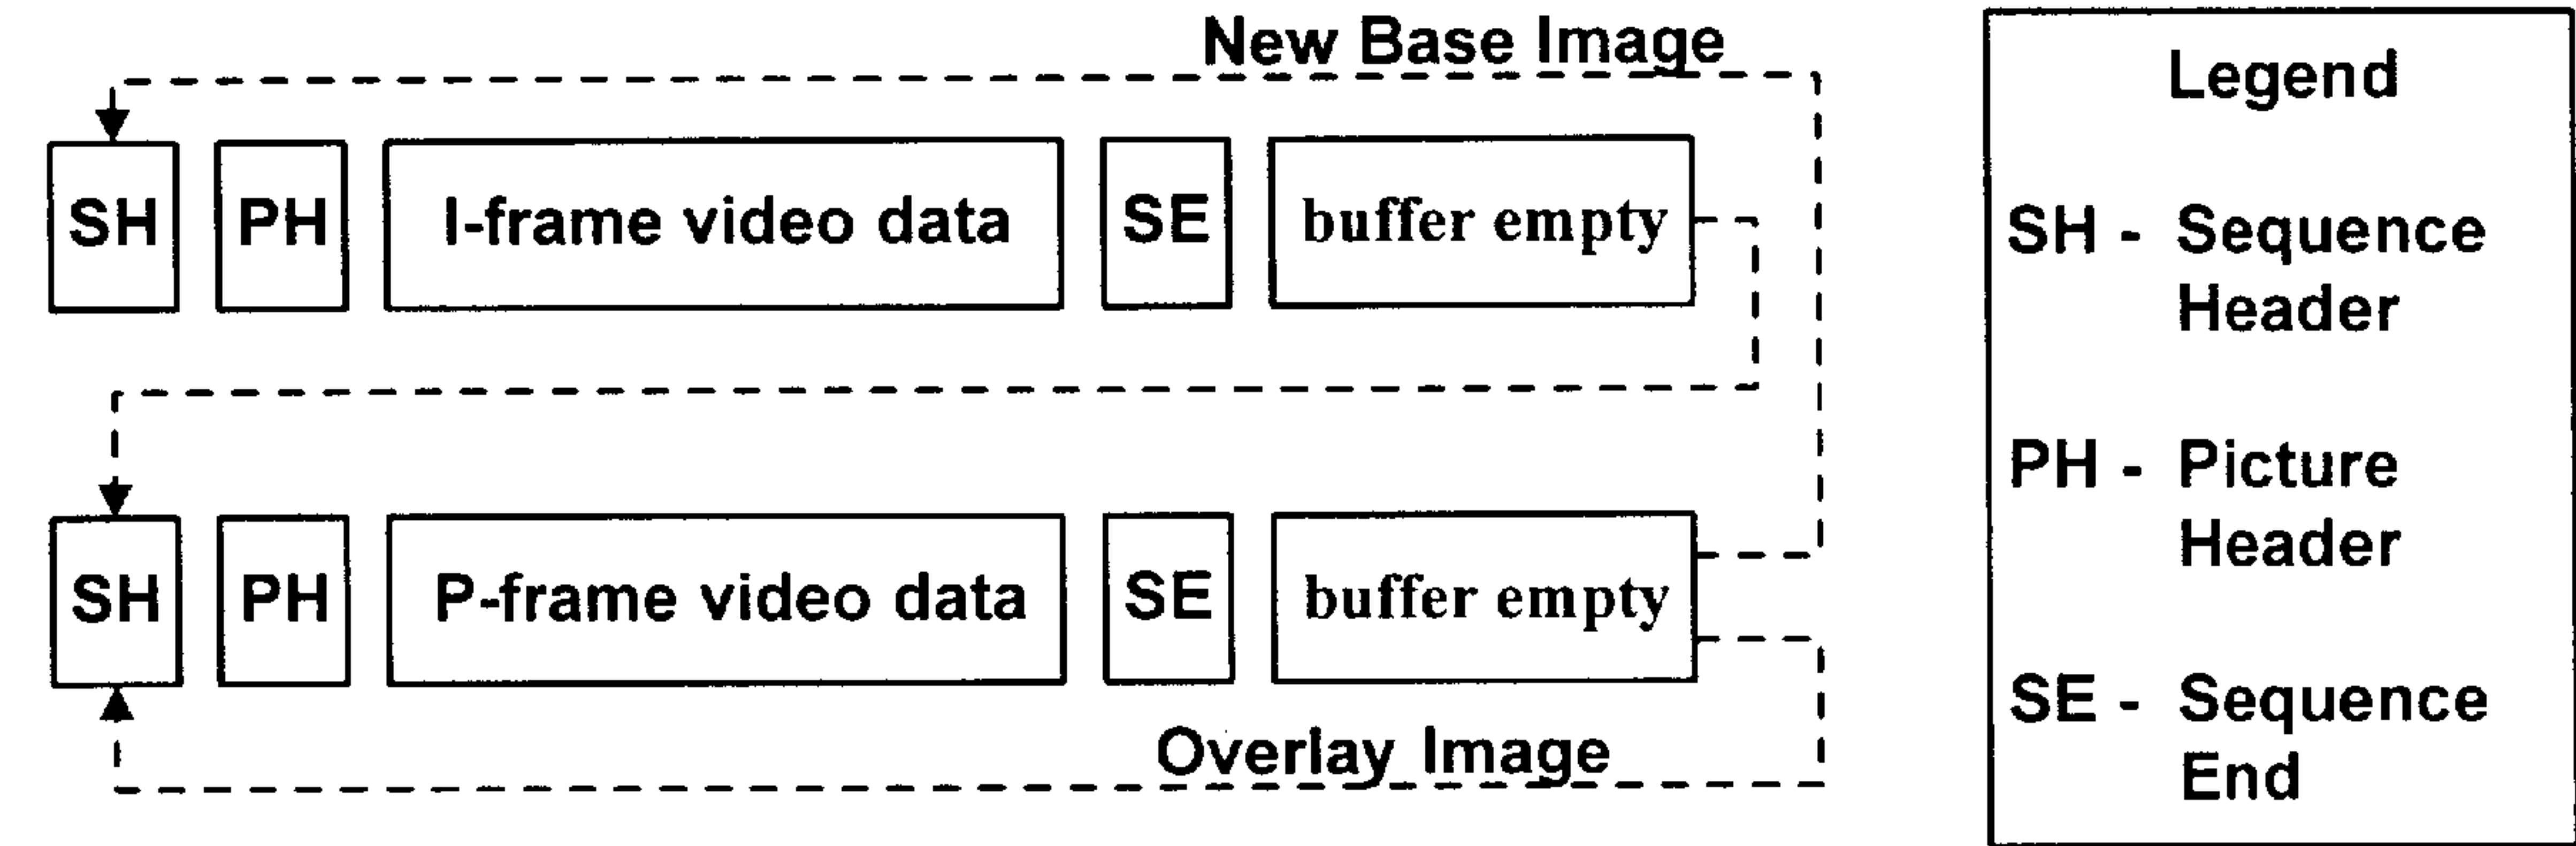 New Base Image
SH PH I-frame video data SE buffer empty
SH PH P-frame video data SE buffer empty
Overlay Image
Legend
SH - Sequence
Header
PH - Picture
Header
SE - Sequence
End